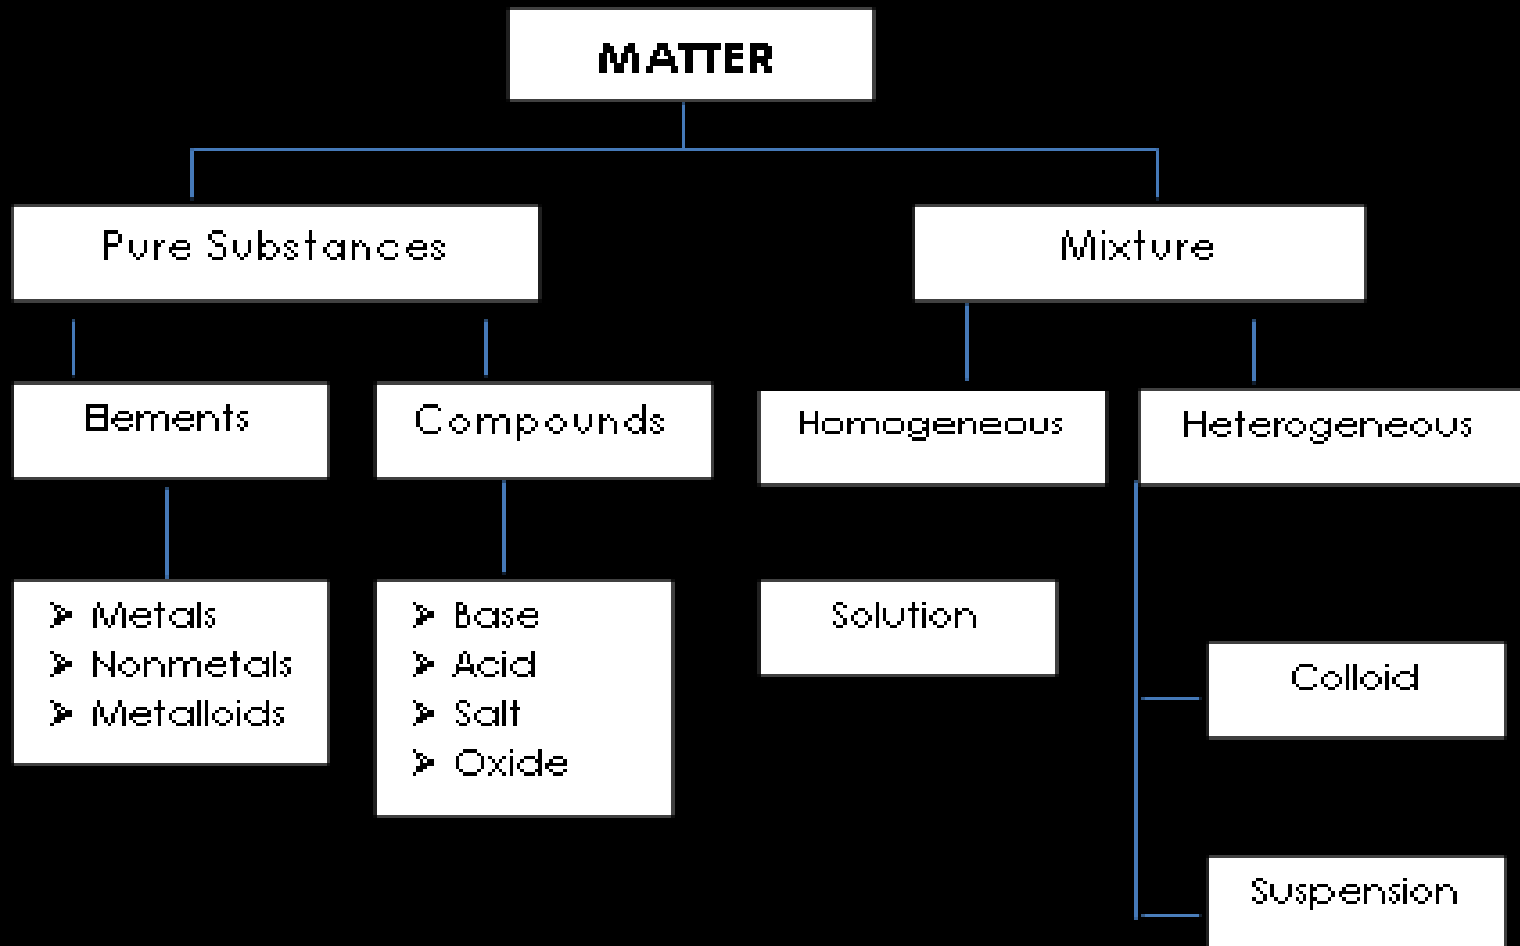 MATTER
Pure Substances
Mixture
Elements
Compounds
Homogeneous
Heterogeneous
➢ Metals
➢ Nonmetals
➢ Metalloids
➢ Base
➢ Acid
➢ Salt
➢ Oxide
Solution
Colloid
Suspension